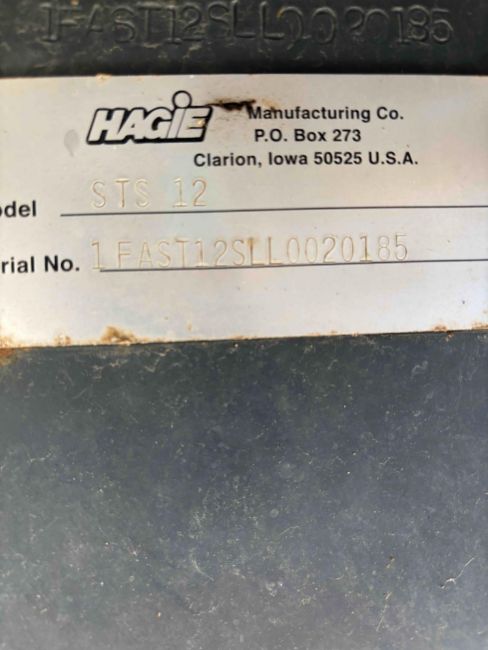 1FAST12SLL0020185
HAGIE Manufacturing Co.
P.O. Box 273
Clarion, Iowa 50525 U.S.A.
odel STS 12
rial No. 1FAST12SLL0020185